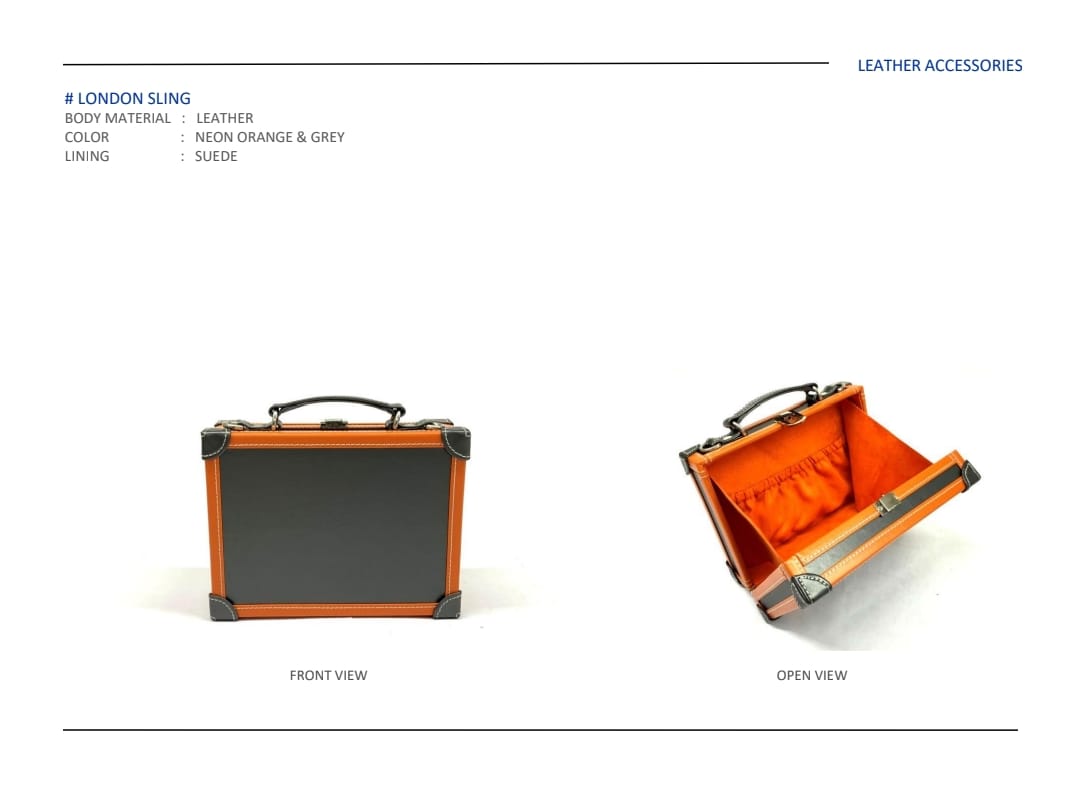 LEATHER ACCESSORIES
# LONDON SLING
BODY MATERIAL : LEATHER
COLOR : NEON ORANGE & GREY
LINING : SUEDE
FRONT VIEW
OPEN VIEW